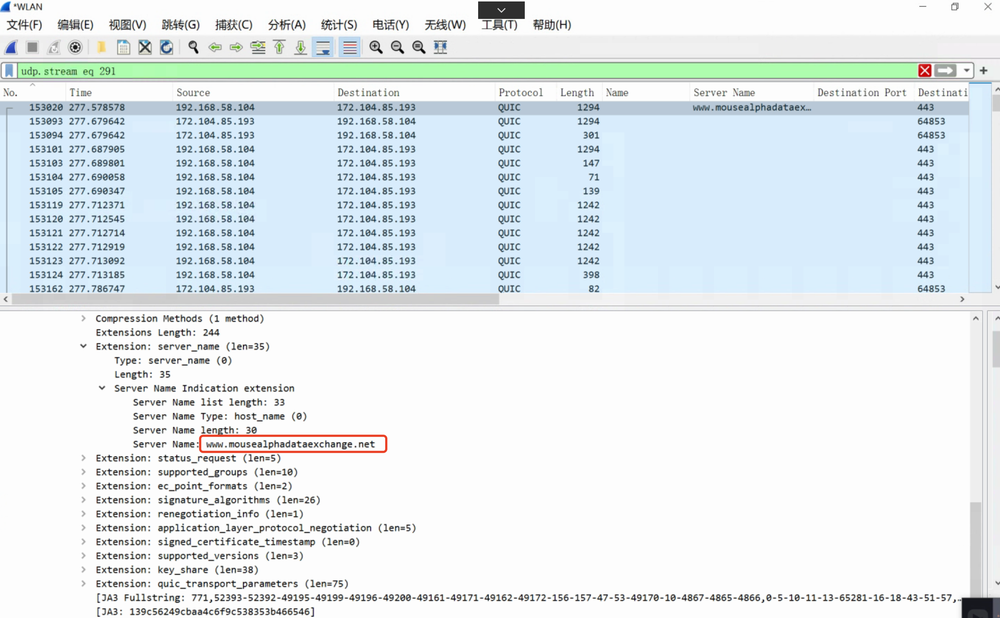 *WLAN
文件(F) 编辑(E) 视图(V) 跳转(G) 捕获(C) 分析(A) 统计(S) 电话(Y) 无线(W) 工具(T) 帮助(H)
udp.stream eq 291
No. Time Source Destination Protocol Length Name Server Name Destination Port Destinati
153020 277.578578 192.168.58.104 172.104.85.193 QUIC 1294 www.mousealphadataex… 443
153093 277.679642 172.104.85.193 192.168.58.104 QUIC 1294 64853
153094 277.679642 172.104.85.193 192.168.58.104 QUIC 301 64853
153101 277.687905 192.168.58.104 172.104.85.193 QUIC 1294 443
153103 277.689801 192.168.58.104 172.104.85.193 QUIC 147 443
153104 277.690058 192.168.58.104 172.104.85.193 QUIC 71 443
153105 277.690347 192.168.58.104 172.104.85.193 QUIC 139 443
153119 277.712371 192.168.58.104 172.104.85.193 QUIC 1242 443
153120 277.712545 192.168.58.104 172.104.85.193 QUIC 1242 443
153121 277.712714 192.168.58.104 172.104.85.193 QUIC 1242 443
153122 277.712919 192.168.58.104 172.104.85.193 QUIC 1242 443
153123 277.713092 192.168.58.104 172.104.85.193 QUIC 1242 443
153124 277.713185 192.168.58.104 172.104.85.193 QUIC 398 443
153162 277.786747 172.104.85.193 192.168.58.104 QUIC 82 64853
Compression Methods (1 method)
Extensions Length: 244
Extension: server_name (len=35)
Type: server_name (0)
Length: 35
Server Name Indication extension
Server Name list length: 33
Server Name Type: host_name (0)
Server Name length: 30
Server Name: www.mousealphadataexchange.net
Extension: status_request (len=5)
Extension: supported_groups (len=10)
Extension: ec_point_formats (len=2)
Extension: signature_algorithms (len=26)
Extension: renegotiation_info (len=1)
Extension: application_layer_protocol_negotiation (len=5)
Extension: signed_certificate_timestamp (len=0)
Extension: supported_versions (len=3)
Extension: key_share (len=38)
Extension: quic_transport_parameters (len=75)
[JA3 Fullstring: 771,52393-52392-49195-49199-49196-49200-49161-49171-49162-49172-156-157-47-53-49170-10-4867-4865-4866,0-5-10-11-13-65281-16-18-43-51-57,…
[JA3: 139c56249cbaa4c6f9c538353b466546]